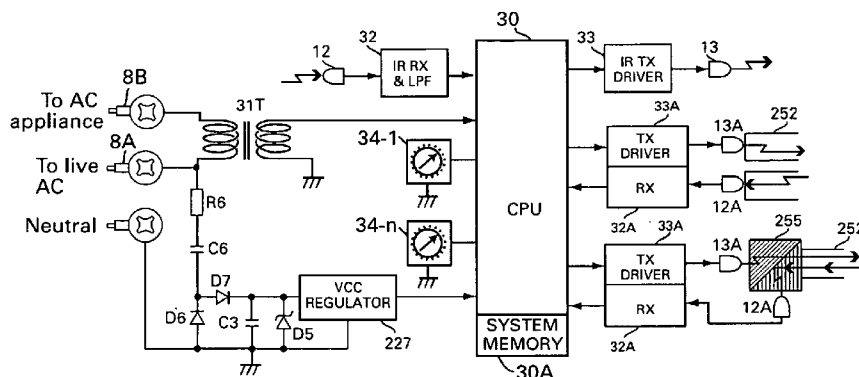 30
12
32
IR RX
& LPF
33
IR TX
DRIVER
13
8B
To AC
appliance
31T
8A
To live
AC
Neutral
34-1
34-n
CPU
33A
TX
DRIVER
RX
32A
13A
252
12A
33A
TX
DRIVER
RX
32A
13A
255
252
12A
R6
C6
D7
D6
C3
D5
VCC
REGULATOR
227
SYSTEM
MEMORY
30A